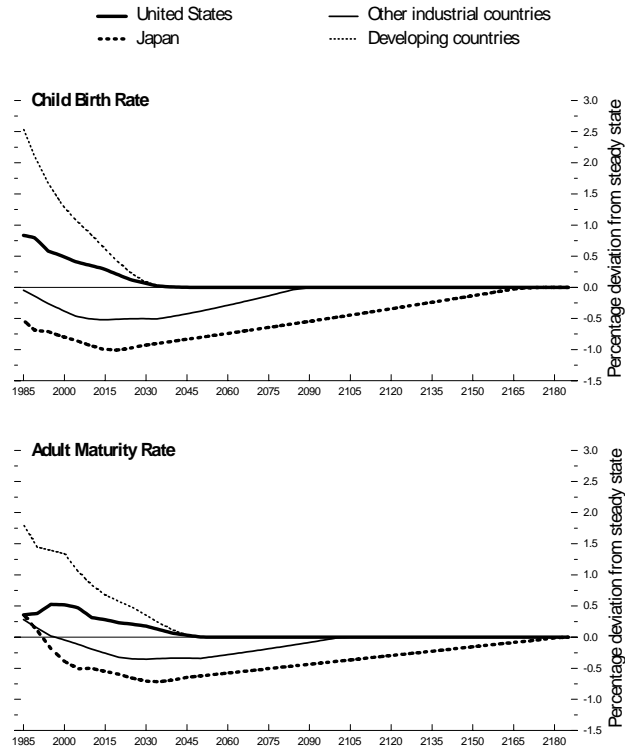 United States
Other industrial countries
Japan
Developing countries
Child Birth Rate
3.0
2.5
2.0
1.5
1.0
0.5
0.0
-0.5
-1.0
-1.5
Percentage deviation from steady state
1985 2000 2015 2030 2045 2060 2075 2090 2105 2120 2135 2150 2165 2180
Adult Maturity Rate
3.0
2.5
2.0
1.5
1.0
0.5
0.0
-0.5
-1.0
-1.5
Percentage deviation from steady state
1985 2000 2015 2030 2045 2060 2075 2090 2105 2120 2135 2150 2165 2180